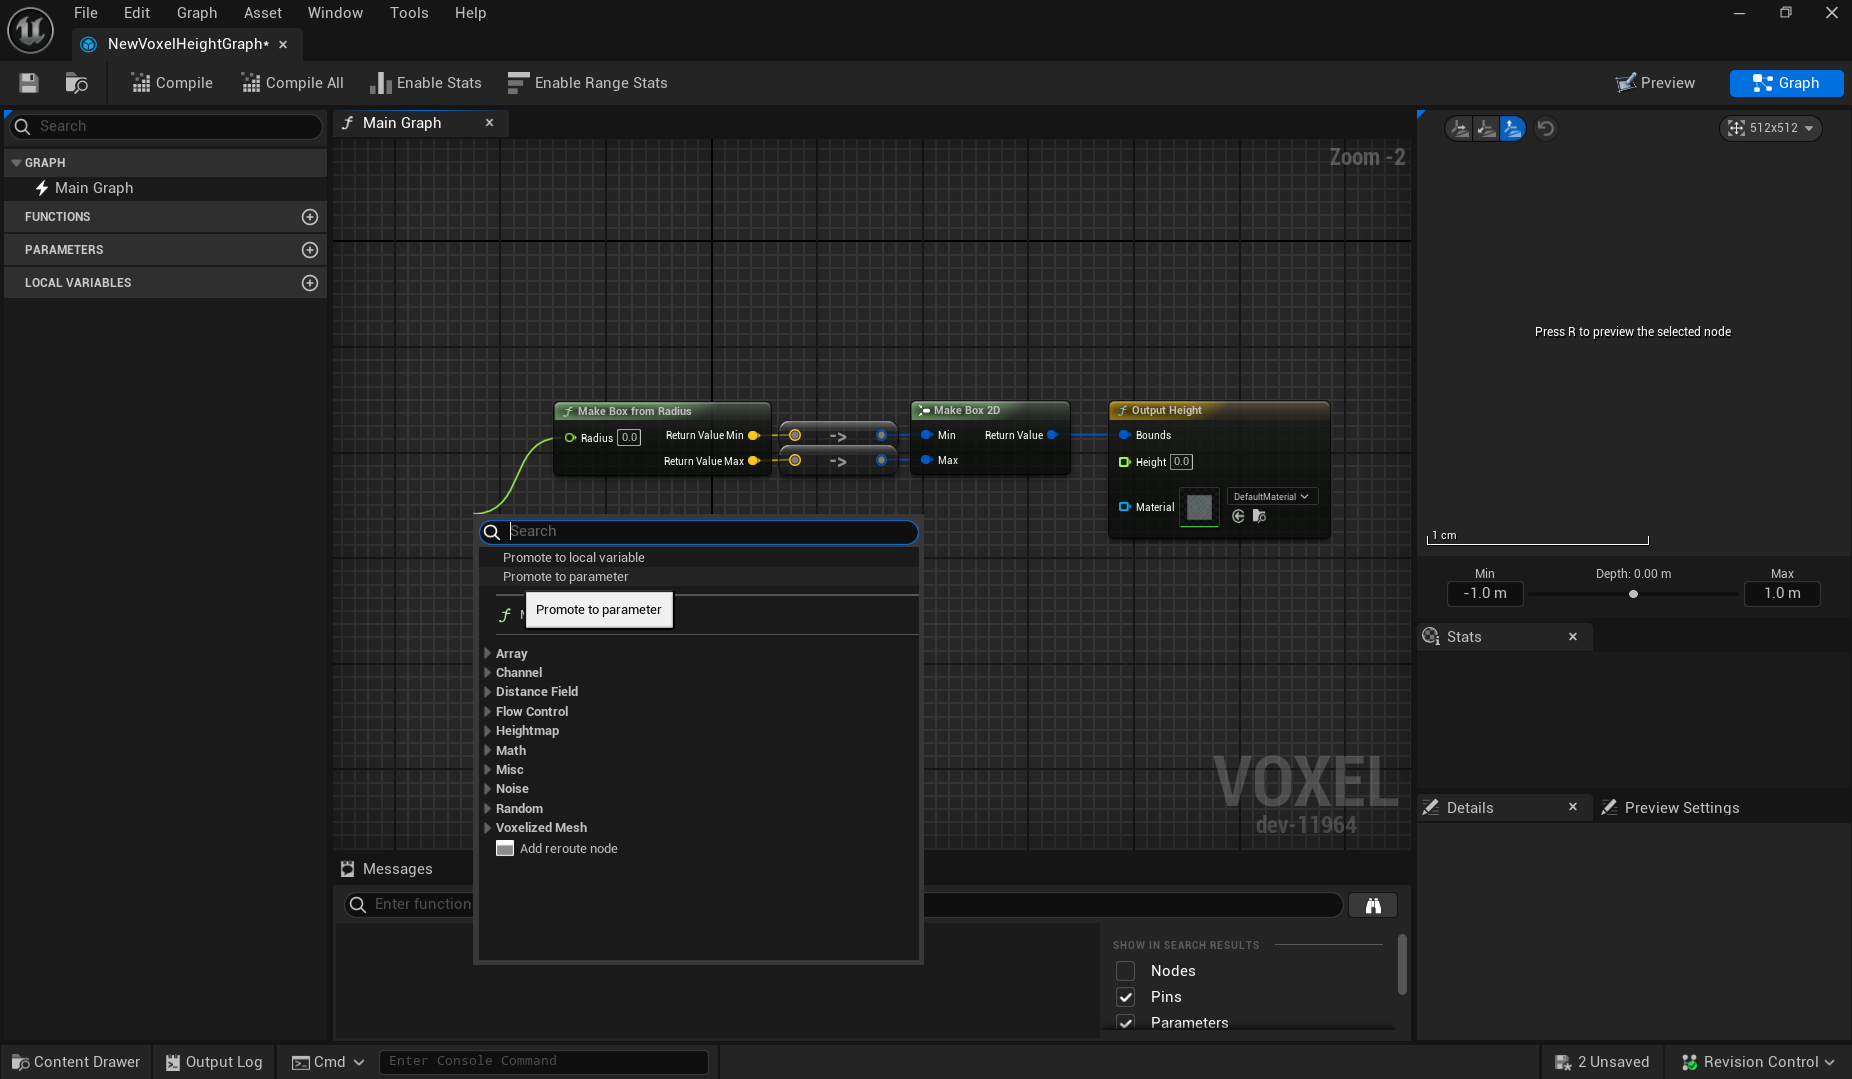 File Edit Graph Asset Window Tools Help
NewVoxelHeightGraph*
Compile Compile All Enable Stats Enable Range Stats Preview Graph
Search
GRAPH
Main Graph
FUNCTIONS
PARAMETERS
LOCAL VARIABLES
Main Graph
Zoom -2
Make Box from Radius
Radius 0.0 Return Value Min
Return Value Max
->
->
Make Box 2D
Min Return Value
Max
Output Height
Bounds
Height 0.0
Material DefaultMaterial
Search
Promote to local variable
Promote to parameter
Promote to parameter
Array
Channel
Distance Field
Flow Control
Heightmap
Math
Misc
Noise
Random
Voxelized Mesh
Add reroute node
VOXEL
dev-11964
Messages
Enter function
SHOW IN SEARCH RESULTS
Nodes
Pins
Parameters
512x512
Press R to preview the selected node
1 cm
Min Depth: 0.00 m Max
-1.0 m 1.0 m
Stats
Details Preview Settings
Content Drawer Output Log Cmd Enter Console Command 2 Unsaved Revision Control